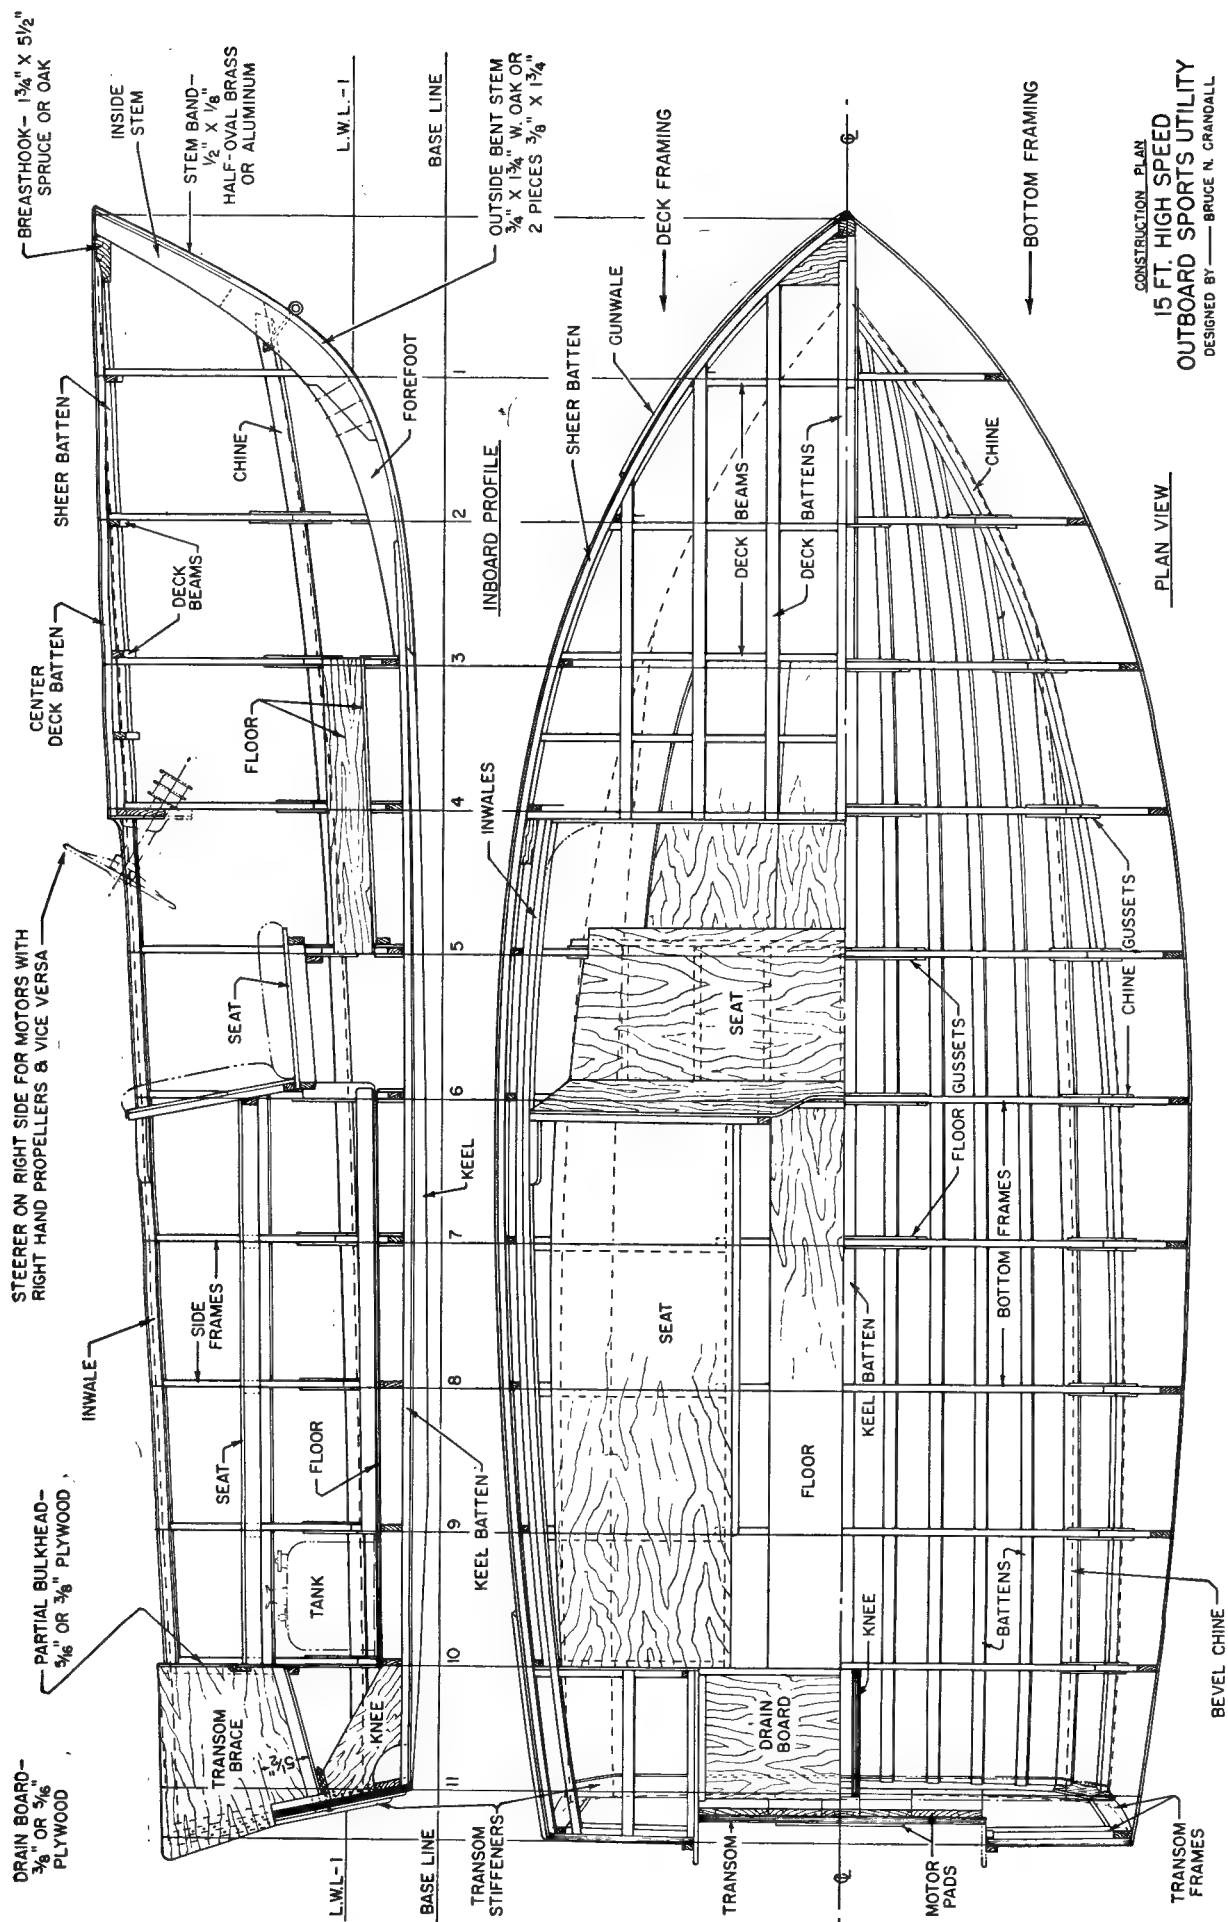 BREASTHOOK- 1¾" X 5½"
SPRUCE OR OAK
INSIDE
STEM
STEM BAND-
½" X ⅛"
HALF-OVAL BRASS
OR ALUMINUM
L.W.L.-1
BASE LINE
OUTSIDE BENT STEM
¾" X 1¾" W. OAK OR
2 PIECES ⅜" X 1¾"
SHEER BATTEN
CHINE
FOREFOOT
CENTER
DECK BATTEN
DECK
BEAMS
FLOOR
INBOARD PROFILE
STEERER ON RIGHT SIDE FOR MOTORS WITH
RIGHT HAND PROPELLERS & VICE VERSA
SEAT
KEEL
INWALE
SIDE
FRAMES
SEAT
FLOOR
KEEL BATTEN
PARTIAL BULKHEAD-
5/16" OR ⅜" PLYWOOD
TANK
DRAIN BOARD-
⅜" OR 5/16"
PLYWOOD
TRANSOM
BRACE
5½"
KNEE
L.W.L.-1
BASE LINE
TRANSOM
STIFFENERS
1
2
3
4
5
6
7
8
9
10
11
DECK FRAMING
GUNWALE
SHEER BATTEN
DECK BEAMS
DECK BATTENS
INWALES
SEAT
SEAT
FLOOR
DRAIN
BOARD
TRANSOM
MOTOR
PADS
℄
℄
BOTTOM FRAMING
CHINE
CHINE GUSSETS
FLOOR GUSSETS
BOTTOM FRAMES
KEEL BATTEN
BATTENS
KNEE
BEVEL CHINE
TRANSOM
FRAMES
PLAN VIEW
CONSTRUCTION PLAN
15 FT. HIGH SPEED
OUTBOARD SPORTS UTILITY
DESIGNED BY — BRUCE N. CRANDALL